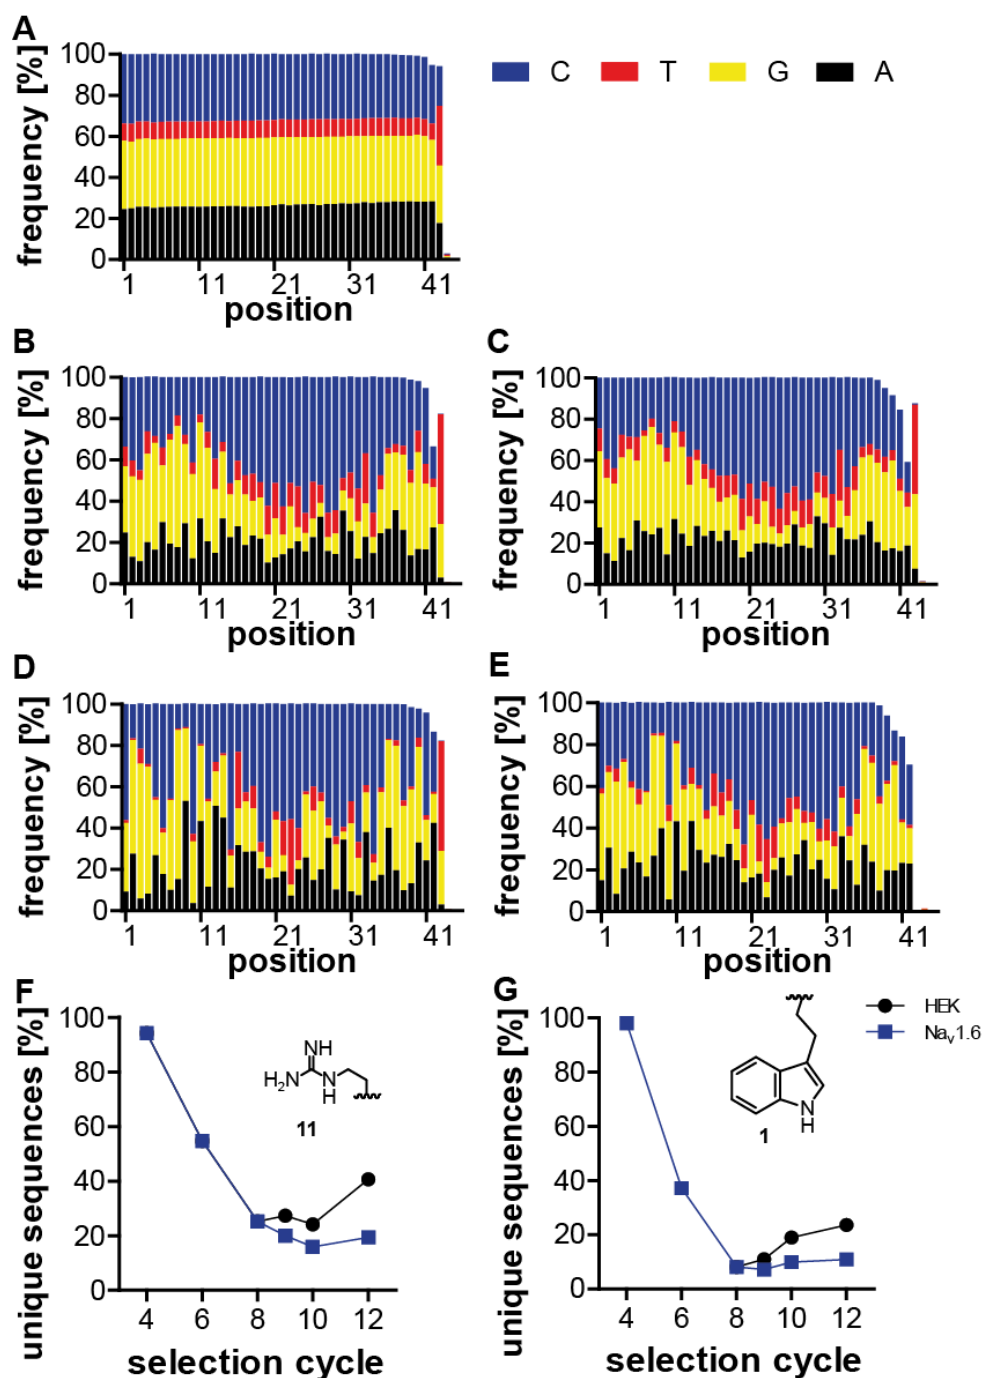 A
frequency [%]
100
80
60
40
20
0
1 11 21 31 41
position
C T G A
B
frequency [%]
100
80
60
40
20
0
1 11 21 31 41
position
C
frequency [%]
100
80
60
40
20
0
1 11 21 31 41
position
D
frequency [%]
100
80
60
40
20
0
1 11 21 31 41
position
E
frequency [%]
100
80
60
40
20
0
1 11 21 31 41
position
F
unique sequences [%]
100
80
60
40
20
0
4 6 8 10 12
selection cycle
NH
H2N N
H
11
G
unique sequences [%]
100
80
60
40
20
0
4 6 8 10 12
selection cycle
N
H
1
HEK
Nav1.6